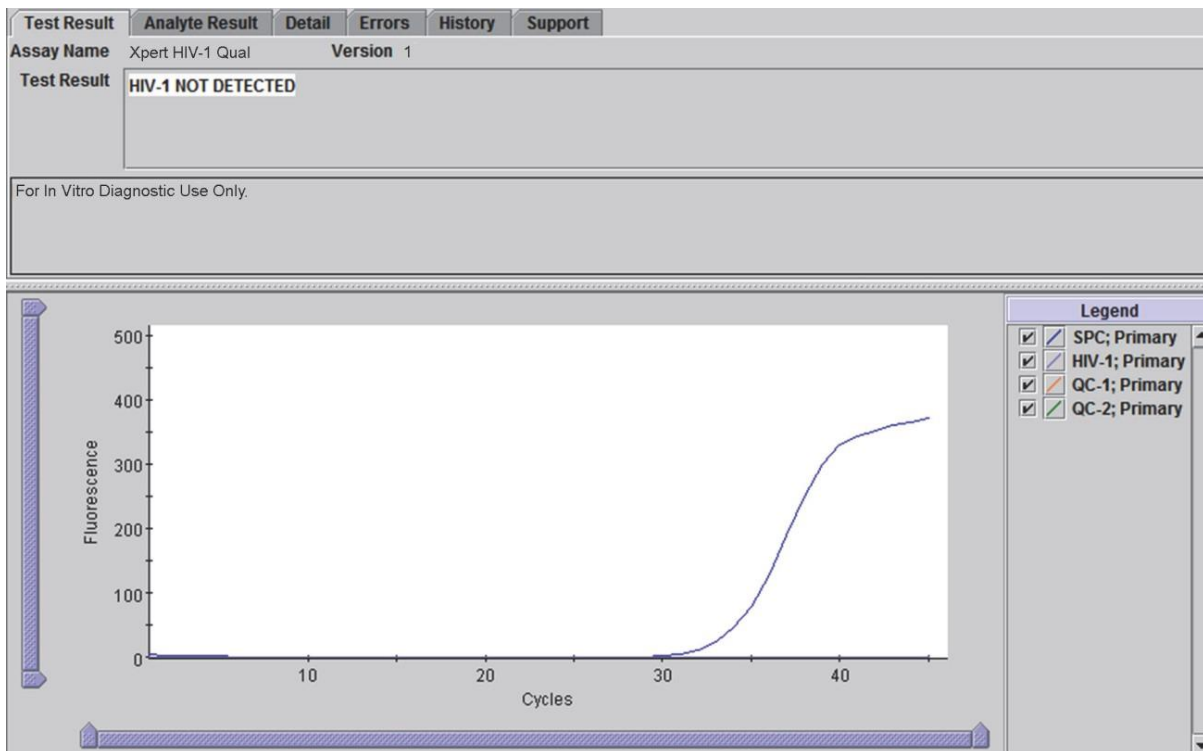 Test Result Analyte Result Detail Errors History Support
Assay Name Xpert HIV-1 Qual Version 1
Test Result HIV-1 NOT DETECTED
For In Vitro Diagnostic Use Only.
500
400
300
200
100
0
Fluorescence
10 20 30 40
Cycles
Legend
SPC; Primary
HIV-1; Primary
QC-1; Primary
QC-2; Primary